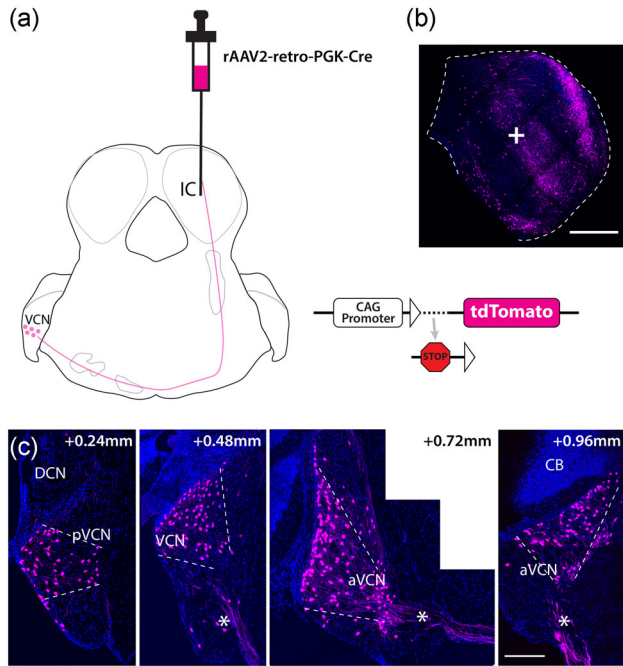 (a)
rAAV2-retro-PGK-Cre
IC
VCN
(b)
+
CAG
Promoter
tdTomato
STOP
(c)
+0.24mm
DCN
pVCN
+0.48mm
VCN
*
+0.72mm
aVCN
*
+0.96mm
CB
aVCN
*